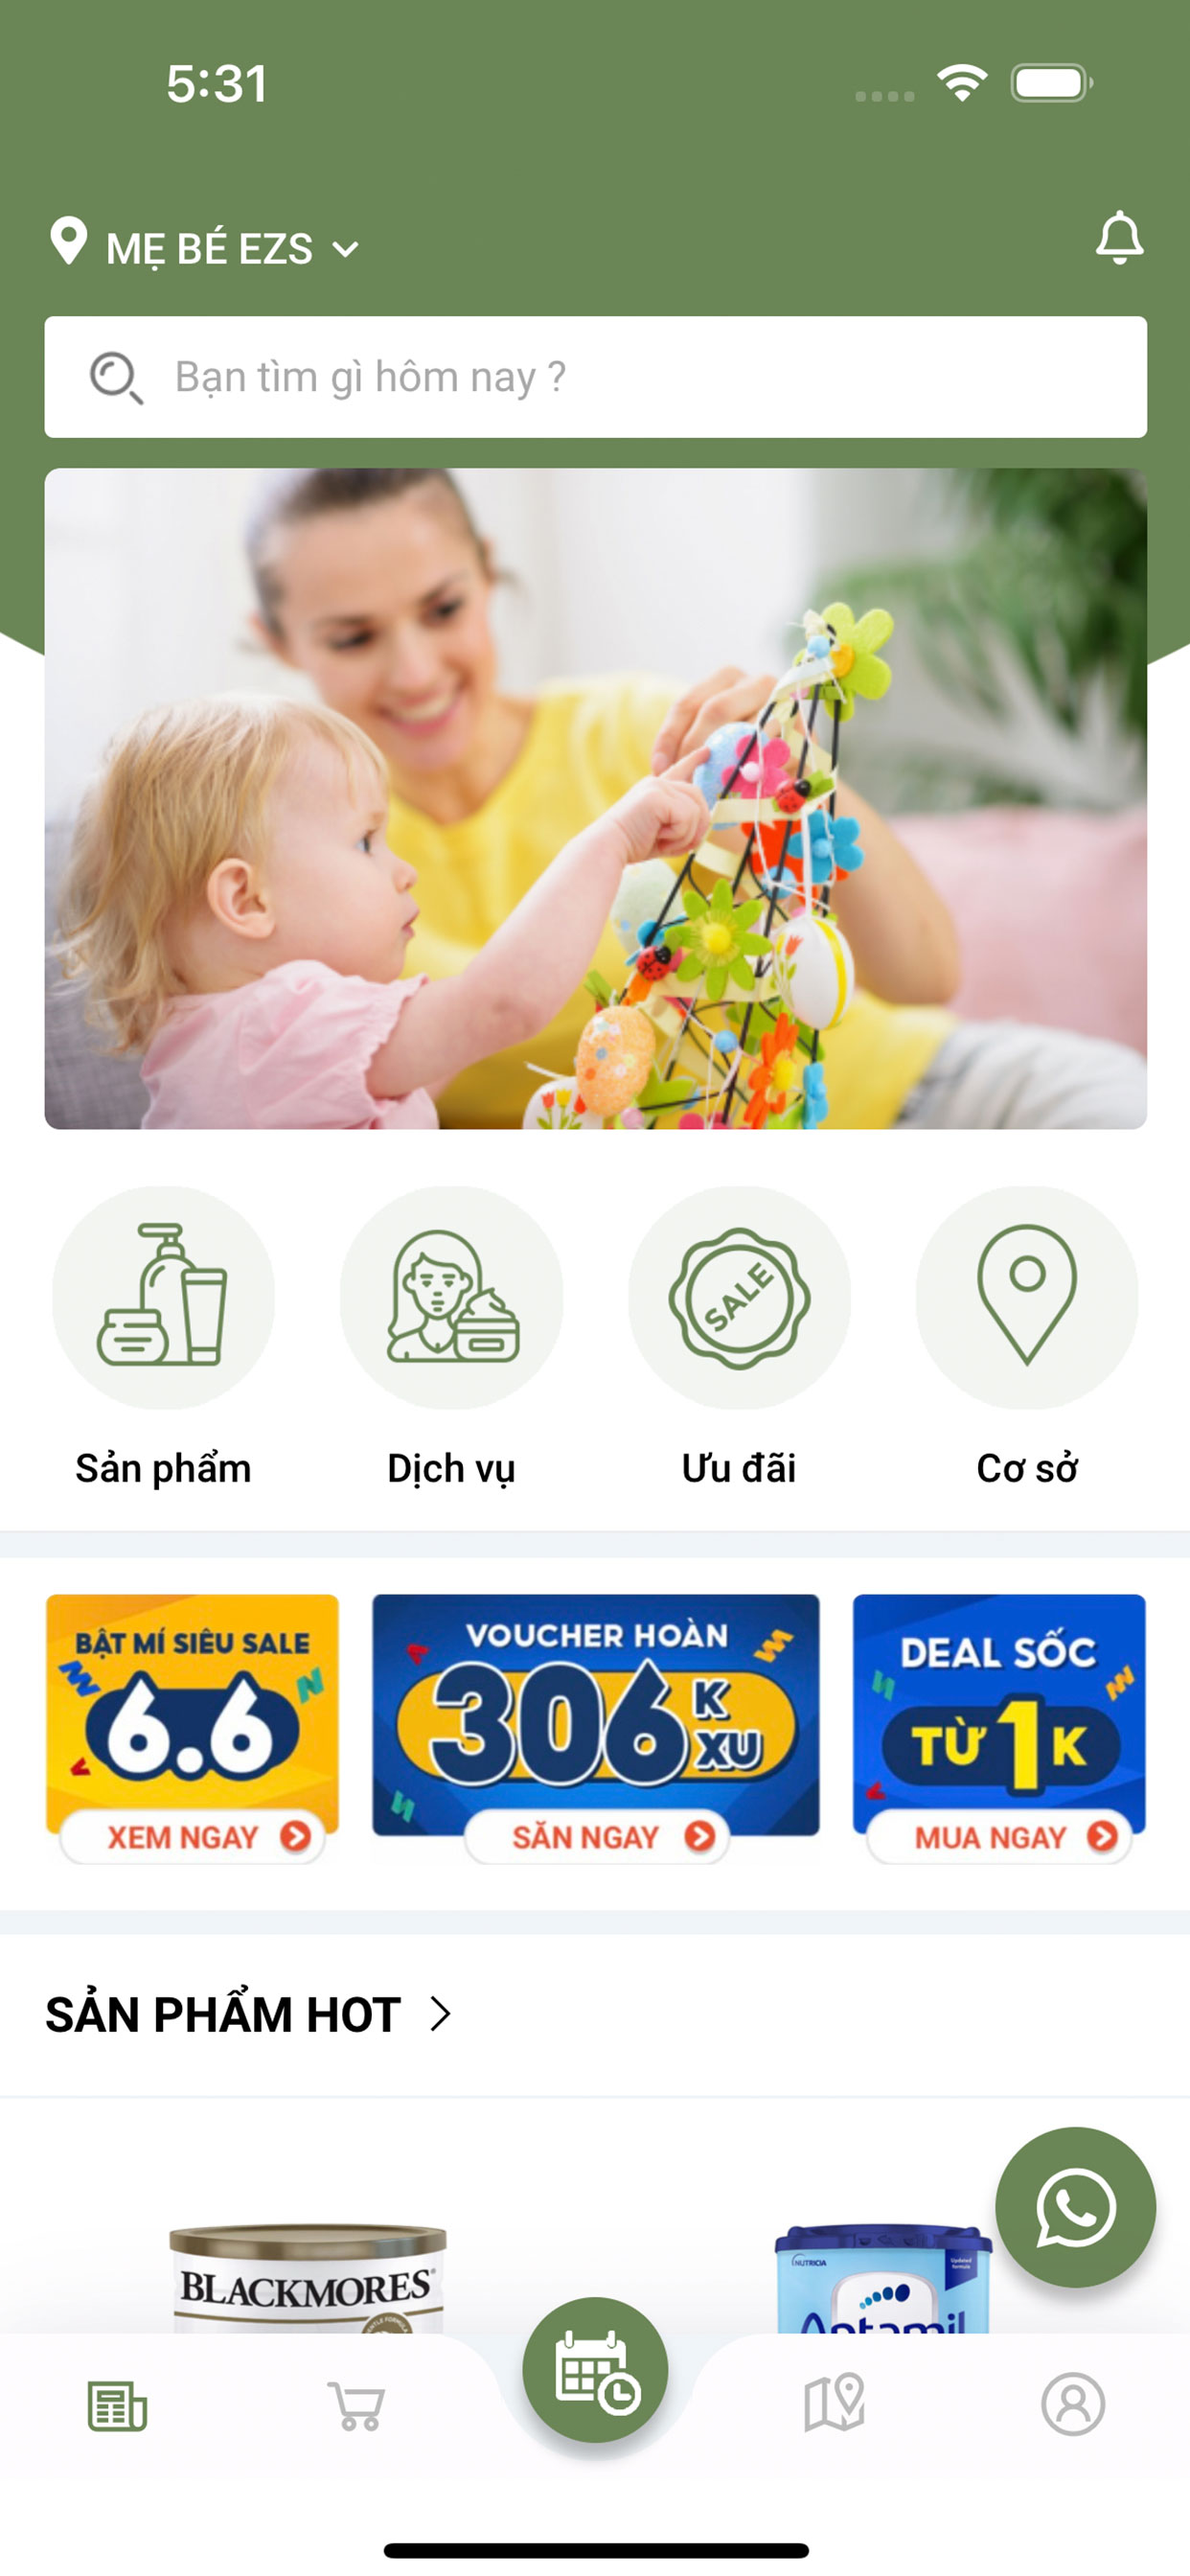 5:31
MẸ BÉ EZS
Bạn tìm gì hôm nay ?
SALE
Sản phẩm
Dịch vụ
Ưu đãi
Cơ sở
BẬT MÍ SIÊU SALE
6.6
XEM NGAY
VOUCHER HOÀN
306 K XU
SĂN NGAY
DEAL SỐC
TỪ 1K
MUA NGAY
SẢN PHẨM HOT
BLACKMORES
NUTRICIA
Updated formula
Aptamil